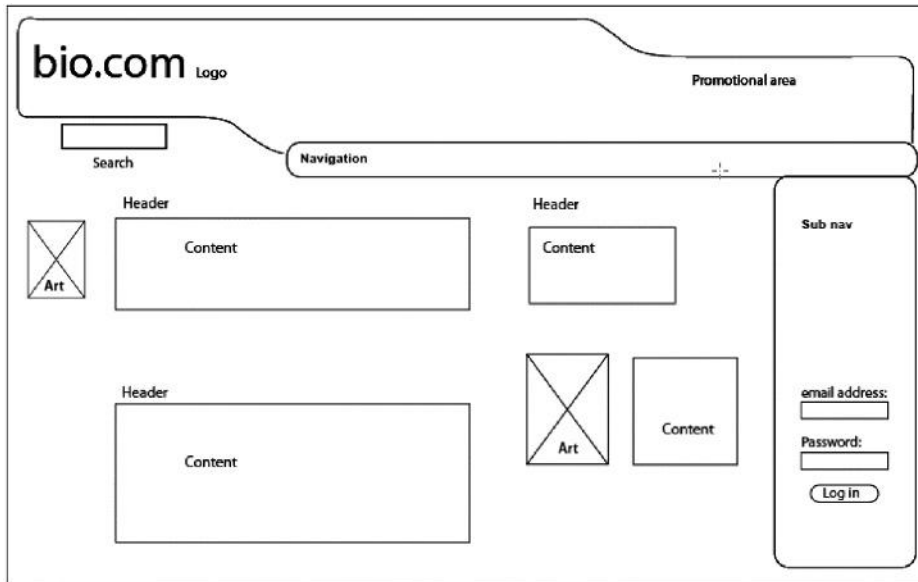 bio.com Logo
Promotional area
Search
Navigation
Header
Content
Art
Header
Content
Sub nav
Header
Content
Art
Content
email address:
Password:
Log in